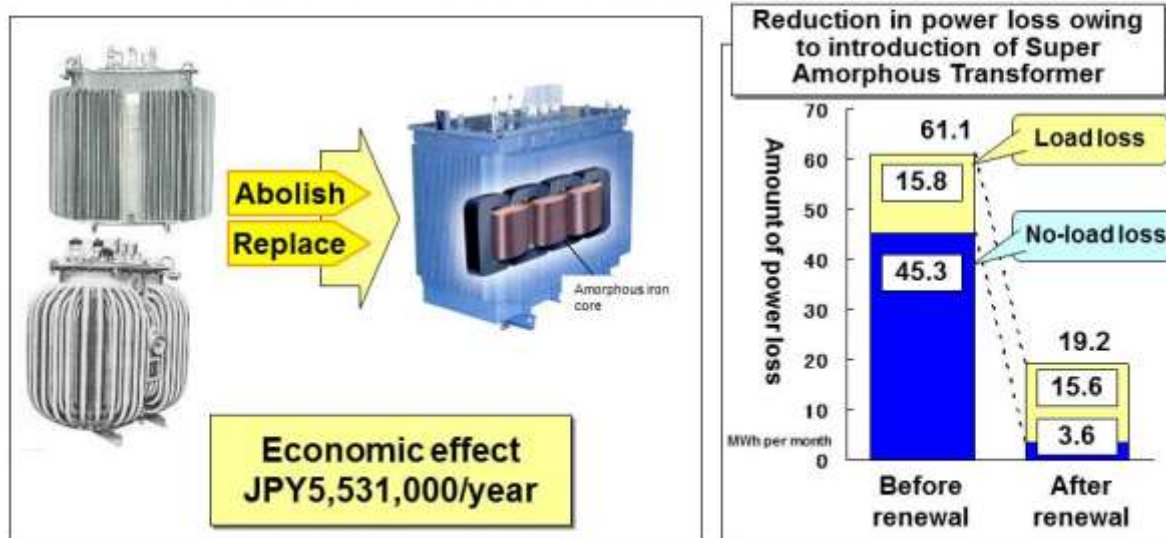 Abolish
Replace
Amorphous iron
core
Economic effect
JPY5,531,000/year
Reduction in power loss owing
to introduction of Super
Amorphous Transformer
Amount of power loss
70
60
50
40
30
20
10
0
MWh per month
61.1
15.8
45.3
Load loss
No-load loss
19.2
15.6
3.6
Before
renewal
After
renewal